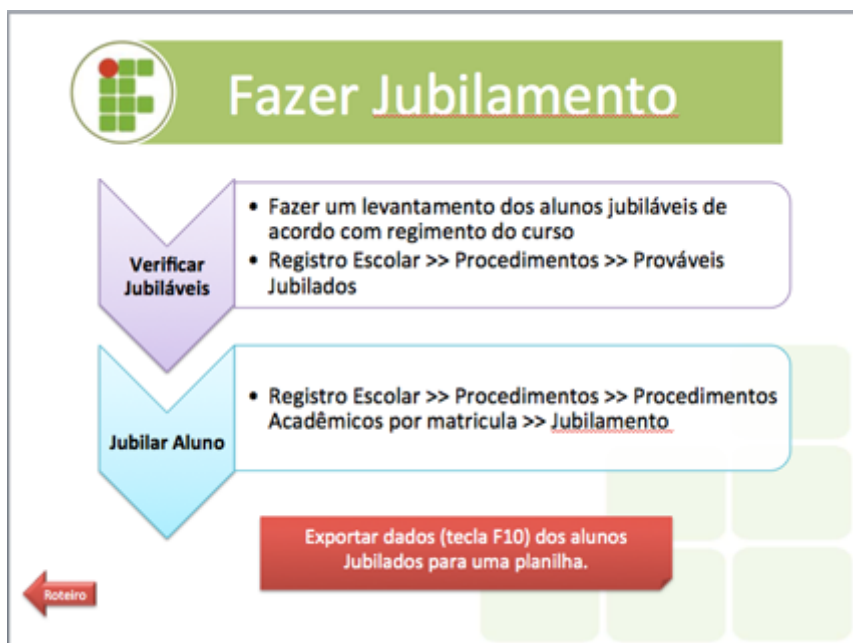 Fazer Jubilamento
Verificar
Jubiláveis
• Fazer um levantamento dos alunos jubiláveis de
acordo com regimento do curso
• Registro Escolar >> Procedimentos >> Prováveis
Jubilados
Jubilar Aluno
• Registro Escolar >> Procedimentos >> Procedimentos
Acadêmicos por matricula >> Jubilamento
Exportar dados (tecla F10) dos alunos
Jubilados para uma planilha.
Roteiro